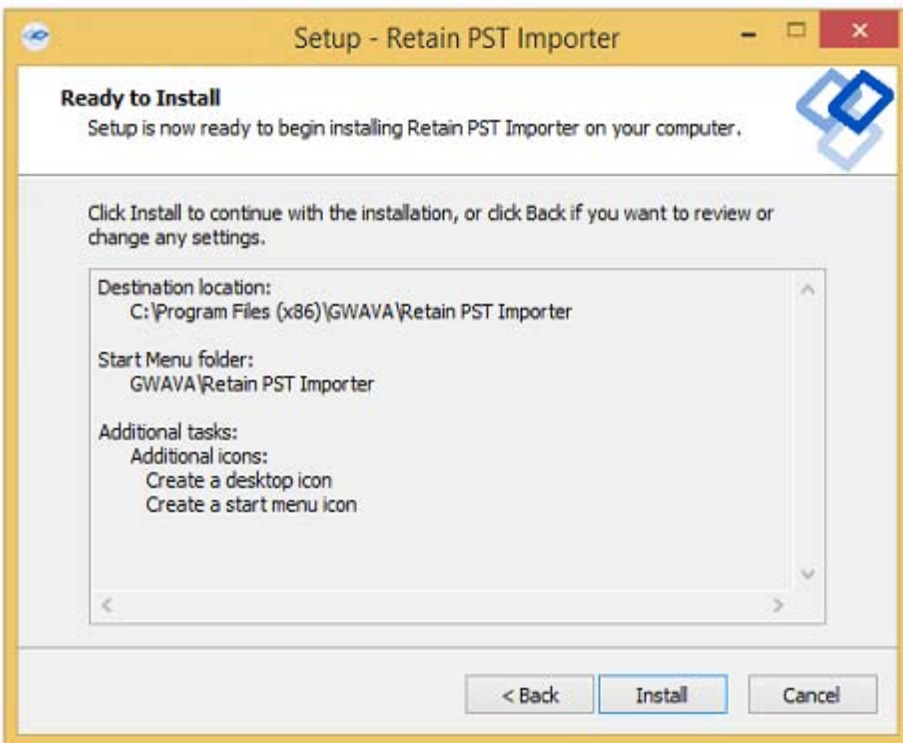 Setup - Retain PST Importer
Ready to Install
Setup is now ready to begin installing Retain PST Importer on your computer.
Click Install to continue with the installation, or click Back if you want to review or
change any settings.
Destination location:
C:\Program Files (x86)\GWAVA\Retain PST Importer
Start Menu folder:
GWAVA\Retain PST Importer
Additional tasks:
Additional icons:
Create a desktop icon
Create a start menu icon
< Back Install Cancel